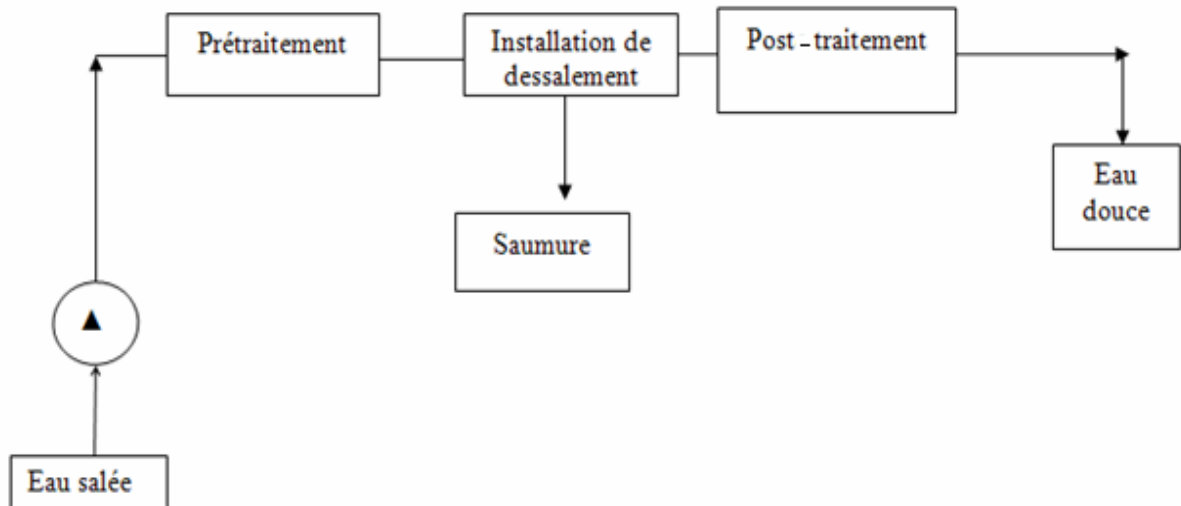 Prétraitement
Installation de
dessalement
Post-traitement
Eau
douce
Saumure
Eau salée